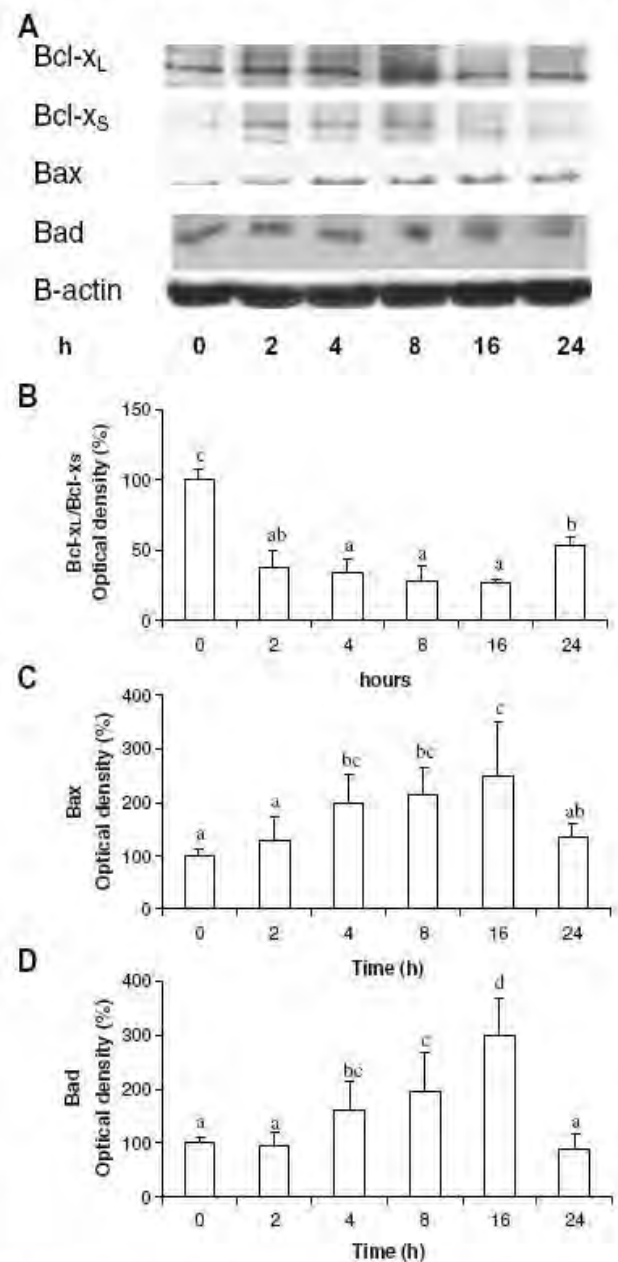 A
Bcl-xL
Bcl-xS
Bax
Bad
B-actin
h 0 2 4 8 16 24
B
Bcl-xL/Bcl-xs
Optical density (%)
150
100
50
0
c ab a a a b
0 2 4 8 16 24
hours
C
Bax
Optical density (%)
400
300
200
100
0
a a bc bc c ab
0 2 4 8 16 24
Time (h)
D
Bad
Optical density (%)
400
300
200
100
0
a a bc c d a
0 2 4 8 16 24
Time (h)